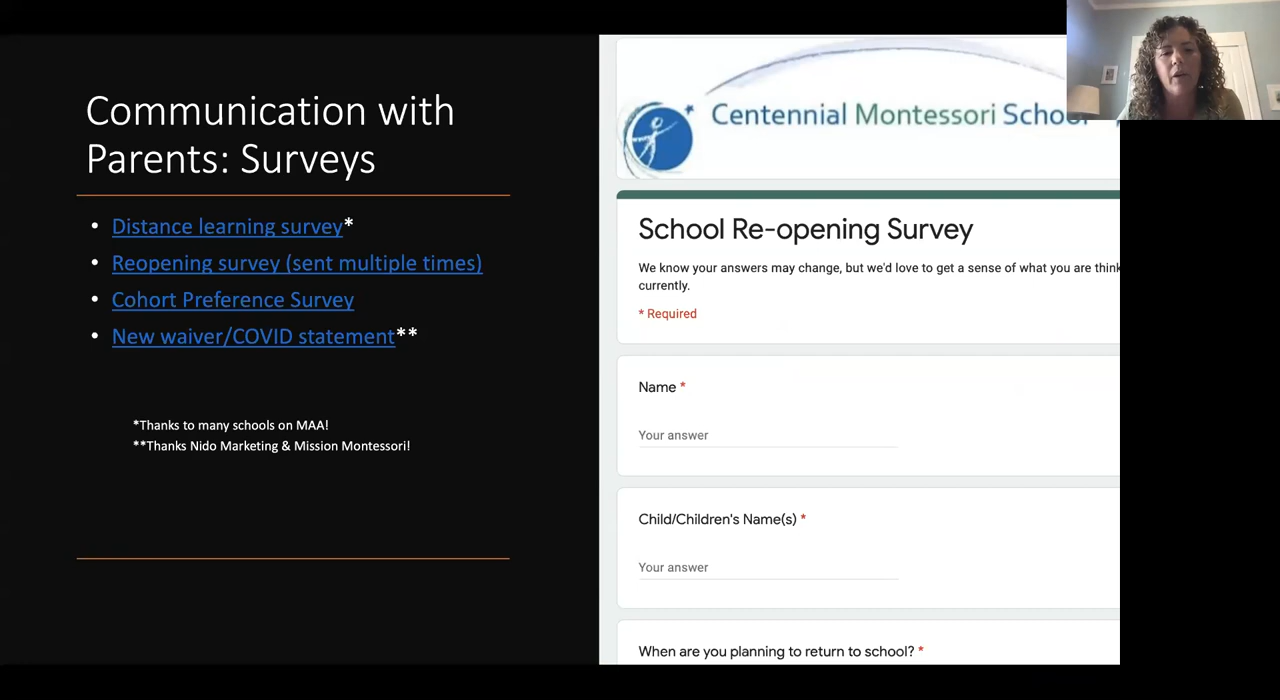 Communication with
Parents: Surveys
• Distance learning survey*
• Reopening survey (sent multiple times)
• Cohort Preference Survey
• New waiver/COVID statement**
*Thanks to many schools on MAA!
**Thanks Nido Marketing & Mission Montessori!
Centennial Montessori School
School Re-opening Survey
We know your answers may change, but we'd love to get a sense of what you are
currently.
* Required
Name *
Your answer
Child/Children's Name(s) *
Your answer
When are you planning to return to school? *